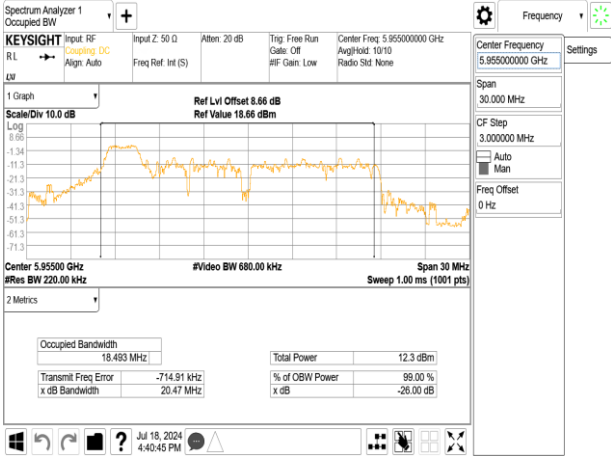 Spectrum Analyzer 1
Occupied BW
+
Frequency
KEYSIGHT
RL
LXI
Input: RF
Coupling: DC
Align: Auto
Input Z: 50 Ω
Freq Ref: Int (S)
Atten: 20 dB
Trig: Free Run
Gate: Off
#IF Gain: Low
Center Freq: 5.955000000 GHz
Avg|Hold: 10/10
Radio Std: None
Center Frequency
5.955000000 GHz
Settings
Span
30.000 MHz
CF Step
3.000000 MHz
Auto
Man
Freq Offset
0 Hz
1 Graph
Scale/Div 10.0 dB
Ref Lvl Offset 8.66 dB
Ref Value 18.66 dBm
Log
8.66
-1.34
-11.3
-21.3
-31.3
-41.3
-51.3
-61.3
-71.3
Center 5.95500 GHz
#Video BW 680.00 kHz
Span 30 MHz
#Res BW 220.00 kHz
Sweep 1.00 ms (1001 pts)
2 Metrics
Occupied Bandwidth
18.493 MHz
Total Power 12.3 dBm
Transmit Freq Error -714.91 kHz
% of OBW Power 99.00 %
x dB Bandwidth 20.47 MHz
x dB -26.00 dB
?
Jul 18, 2024
4:40:45 PM